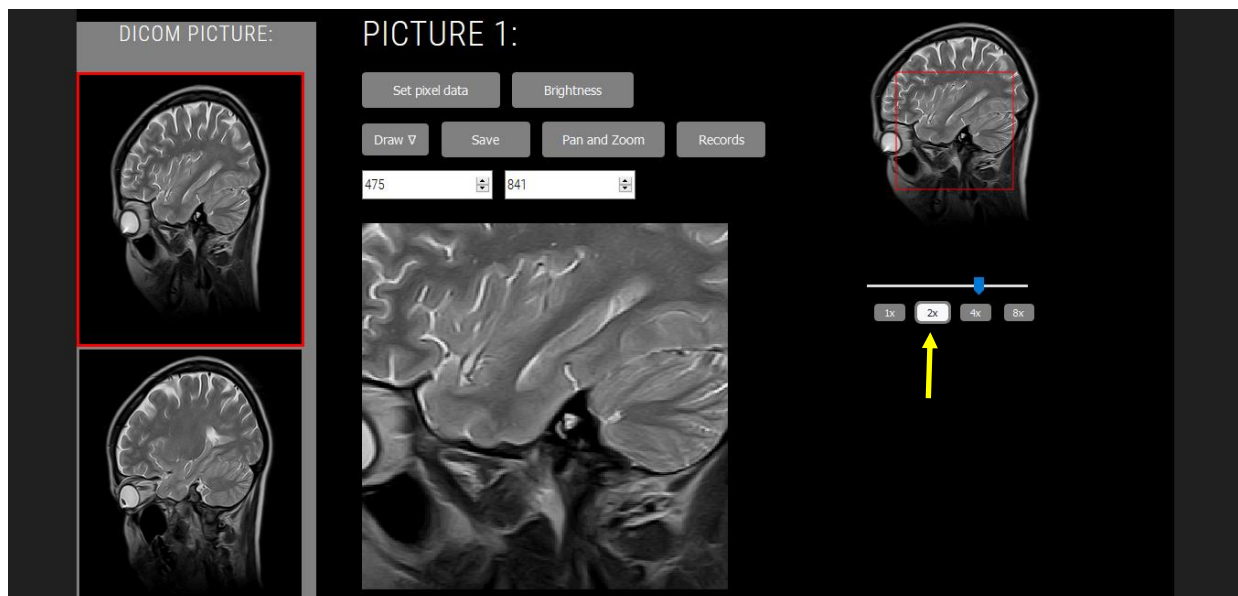 DICOM PICTURE:
PICTURE 1:
Set pixel data Brightness
Draw ∇ Save Pan and Zoom Records
475 841
1x 2x 4x 8x